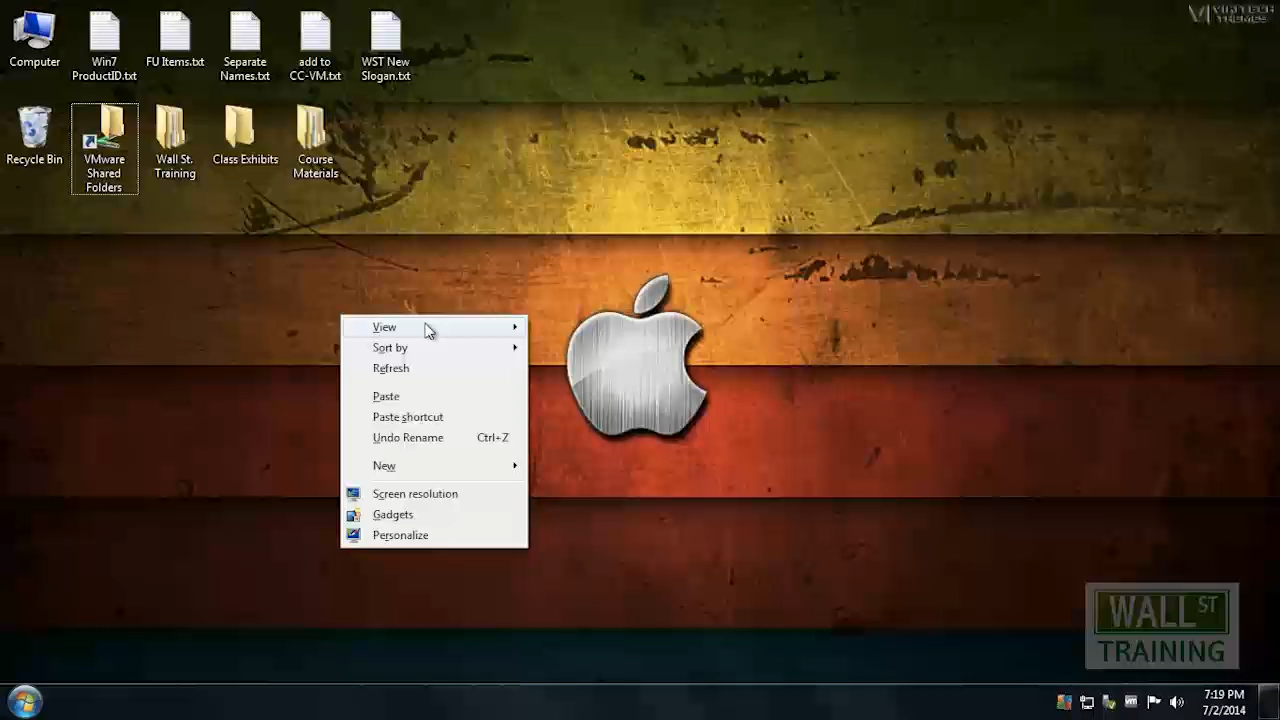 VIRTECH
THEMES
Computer
Win7
ProductID.txt
FU Items.txt
Separate
Names.txt
add to
CC-VM.txt
WST New
Slogan.txt
Recycle Bin
VMware
Shared
Folders
Wall St.
Training
Class Exhibits
Course
Materials
View
Sort by
Refresh
Paste
Paste shortcut
Undo Rename Ctrl+Z
New
Screen resolution
Gadgets
Personalize
WALL ST
TRAINING
7:19 PM
7/2/2014